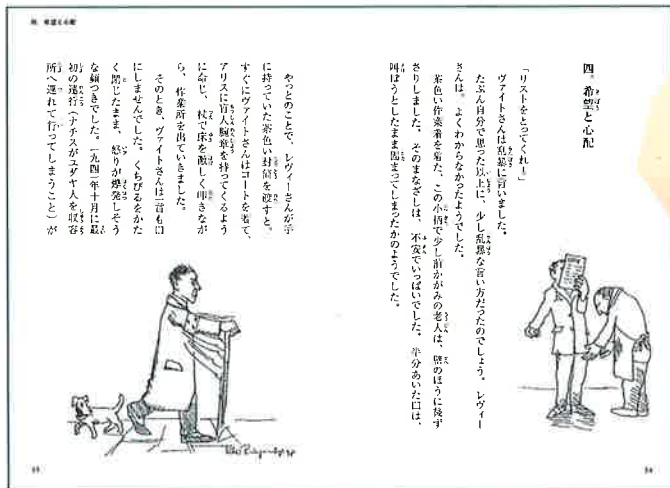 四. 希望と心配
「リストをとってくれ!」
ヴァイトさんは乱暴に言いました。
たぶん自分で思った以上に、少し乱暴な言い方だったのでしょう。レヴィー
さんは、よくわからなかったようでした。
茶色い作業着を着た、この小柄で少し前かがみの老人は、壁のほうに後ず
さりしました。そのまなざしは、不安でいっぱいでした。半分あいた口は、
叫ぼうとしたまま固まってしまったかのようでした。
34
四. 希望と心配
やっとのことで、レヴィーさんが手
に持っていた茶色い封筒を渡すと、
すぐにヴァイトさんはコートを着て、
アリスに盲人腕章を持ってくるよう
に命じ、杖で床を激しく叩きなが
ら、作業所を出ていきました。
そのとき、ヴァイトさんは一言も口
にしませんでした。くちびるをかた
く閉じたまま、怒りが爆発しそう
な顔つきでした。一九四一年十月に最
初の連行(ナチスがユダヤ人を収容
所へ連れて行ってしまうこと)が
35